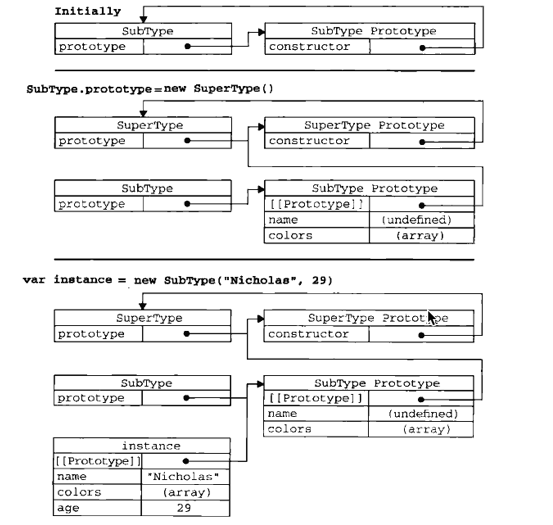 Initially
SubType SubType Prototype
prototype constructor
SubType.prototype=new SuperType()
SuperType SuperType Prototype
prototype constructor
SubType SubType Prototype
prototype [[Prototype]]
name (undefined)
colors (array)
var instance = new SubType("Nicholas", 29)
SuperType SuperType Prototype
prototype constructor
SubType SubType Prototype
prototype [[Prototype]]
name (undefined)
colors (array)
instance
[[Prototype]]
name "Nicholas"
colors (array)
age 29